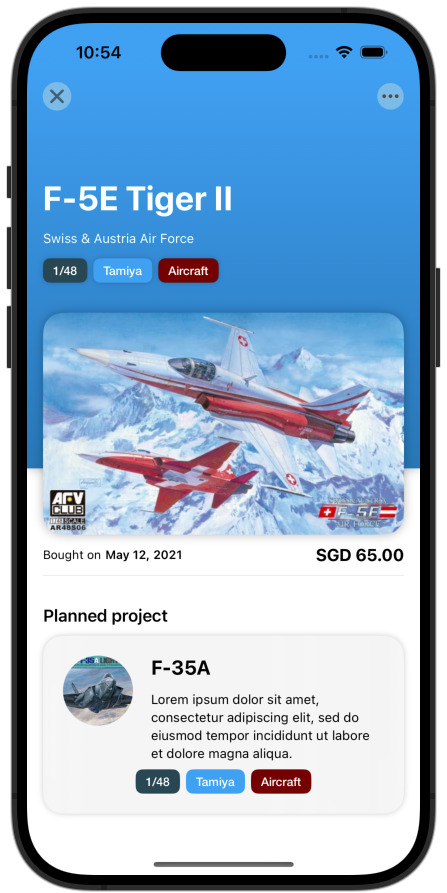 10:54
F-5E Tiger II
Swiss & Austria Air Force
1/48
Tamiya
Aircraft
AFV
CLUB
1:48 SCALE
AR48S06
F-5E
AIR FORCE
Bought on May 12, 2021
SGD 65.00
Planned project
F-35A
Lorem ipsum dolor sit amet,
consectetur adipiscing elit, sed do
eiusmod tempor incididunt ut labore
et dolore magna aliqua.
1/48
Tamiya
Aircraft